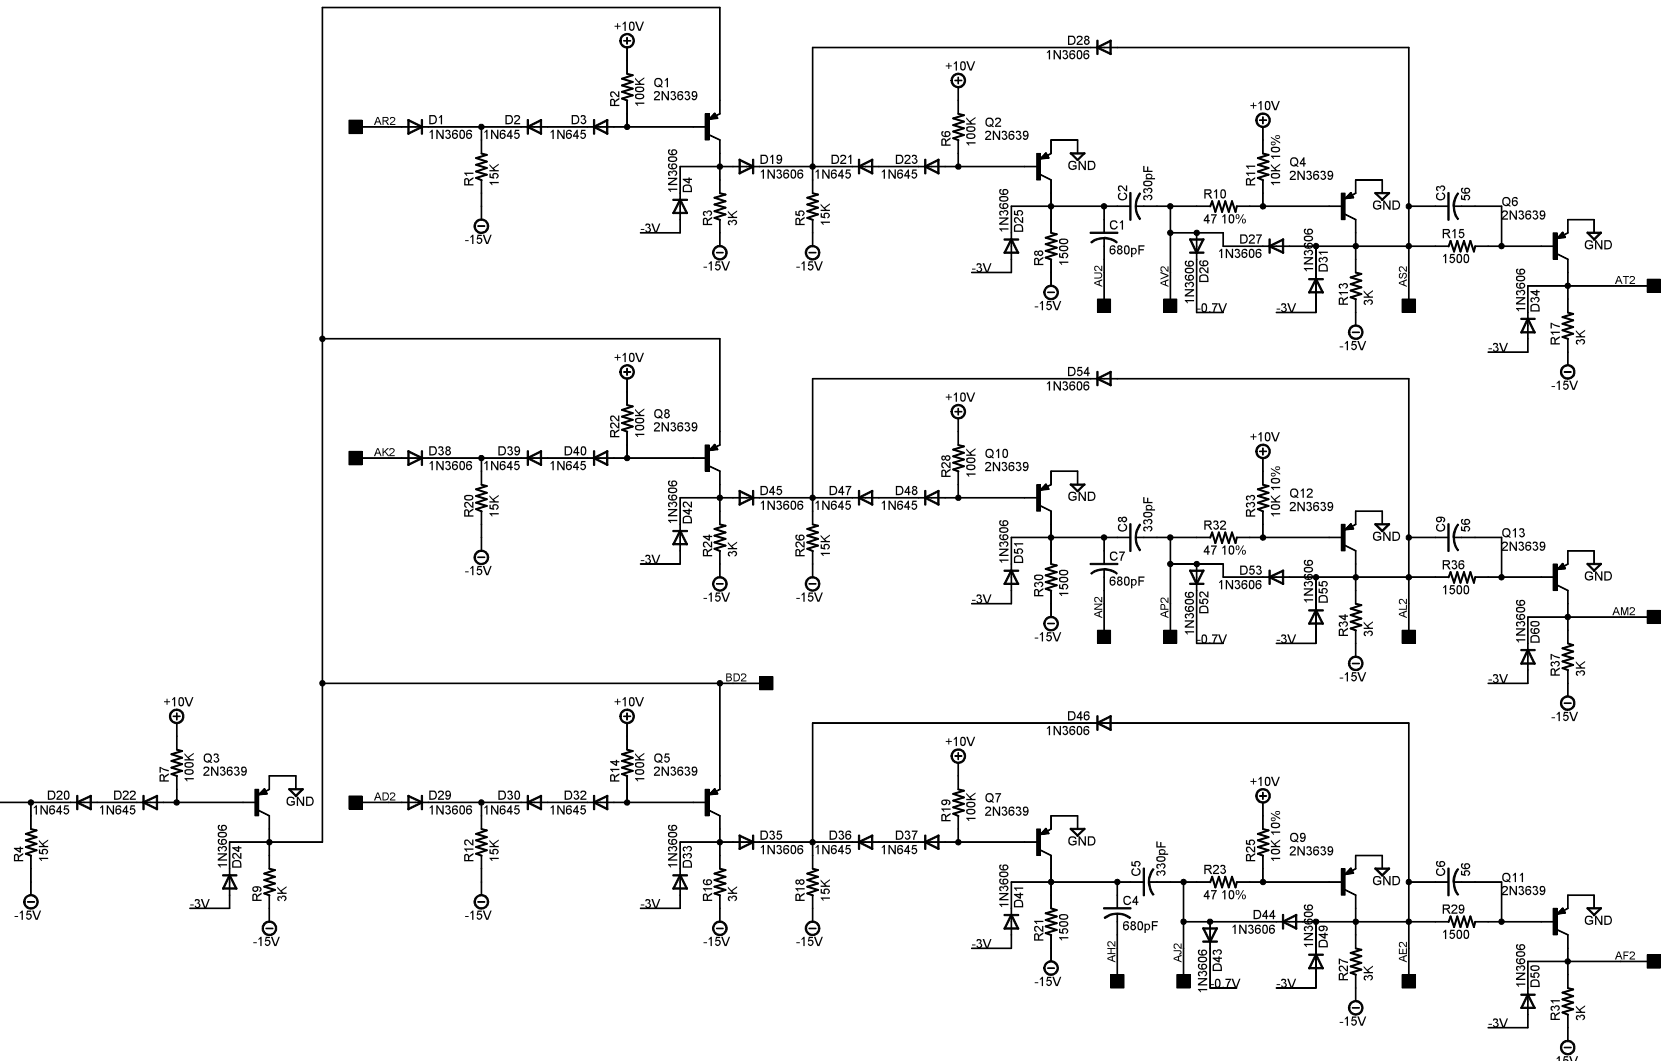 +10V
R2
100K
Q1
2N3639
AR2
D1
1N3606
D2
1N645
D3
1N645
R1
15K
-15V
1N3606
D4
-3V
R3
3K
-15V
D19
1N3606
D28
1N3606
D21
1N645
D23
1N645
R5
15K
-15V
+10V
R6
100K
Q2
2N3639
GND
1N3606
D25
-3V
R8
1500
-15V
C1
680pF
AU2
C2
330pF
AV2
1N3606
D26
-0.7V
R10
47 10%
+10V
R11
10K 10%
Q4
2N3639
GND
D27
1N3606
1N3606
D31
-3V
R13
3K
-15V
AS2
C3
56
R15
1500
Q6
2N3639
GND
1N3606
D34
-3V
R17
3K
-15V
AT2
+10V
R22
100K
Q8
2N3639
AK2
D38
1N3606
D39
1N645
D40
1N645
R20
15K
-15V
1N3606
D42
-3V
R24
3K
-15V
D45
1N3606
D54
1N3606
D47
1N645
D48
1N645
R26
15K
-15V
+10V
R28
100K
Q10
2N3639
GND
1N3606
D51
-3V
R30
1500
-15V
C7
680pF
AN2
C8
330pF
AP2
1N3606
D52
-0.7V
R32
47 10%
+10V
R33
10K 10%
Q12
2N3639
GND
D53
1N3606
1N3606
D55
-3V
R34
3K
-15V
AL2
C9
56
R36
1500
Q13
2N3639
GND
1N3606
D60
-3V
R37
3K
-15V
AM2
BD2
D20
1N645
D22
1N645
R4
15K
-15V
+10V
R7
100K
Q3
2N3639
GND
1N3606
D24
-3V
R9
3K
-15V
+10V
R14
100K
Q5
2N3639
AD2
D29
1N3606
D30
1N645
D32
1N645
R12
15K
-15V
1N3606
D33
-3V
R16
3K
-15V
D35
1N3606
D46
1N3606
D36
1N645
D37
1N645
R18
15K
-15V
+10V
R19
100K
Q7
2N3639
GND
1N3606
D41
-3V
R21
1500
-15V
C4
680pF
AH2
C5
330pF
AJ2
1N3606
D43
-0.7V
R23
47 10%
+10V
R25
10K 10%
Q9
2N3639
GND
D44
1N3606
1N3606
D49
-3V
R27
3K
-15V
AE2
C6
56
R29
1500
Q11
2N3639
GND
1N3606
D50
-3V
R31
3K
-15V
AF2